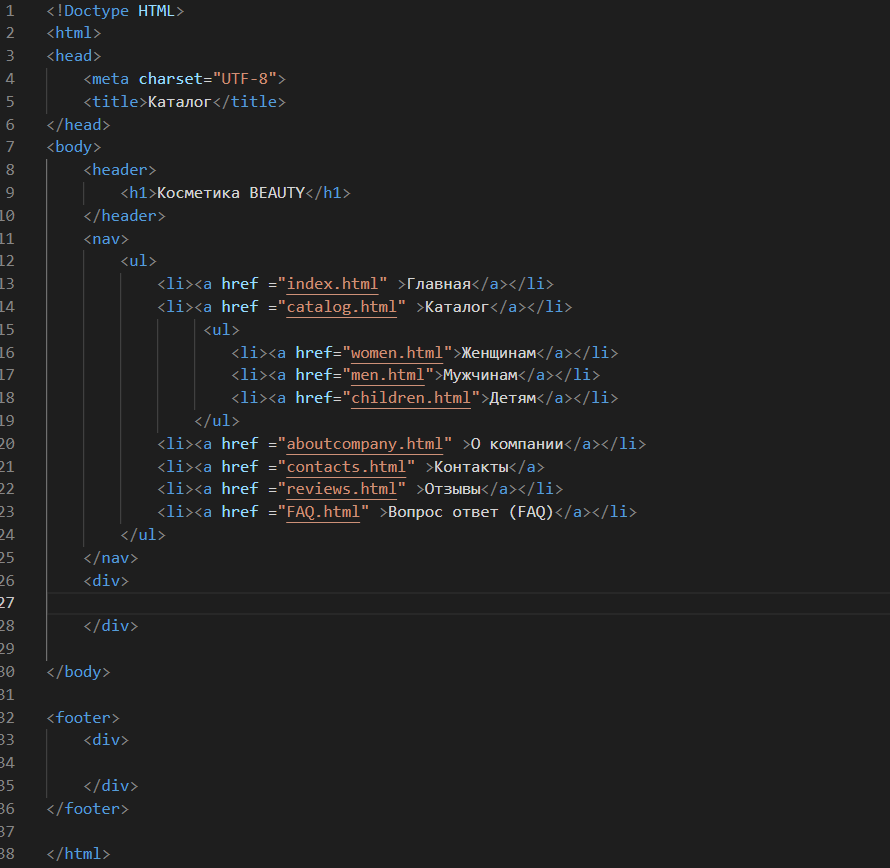 1 <!Doctype HTML>
2 <html>
3 <head>
4 <meta charset="UTF-8">
5 <title>Каталог</title>
6 </head>
7 <body>
8 <header>
9 <h1>Косметика BEAUTY</h1>
10 </header>
11 <nav>
12 <ul>
13 <li><a href ="index.html" >Главная</a></li>
14 <li><a href ="catalog.html" >Каталог</a></li>
15 <ul>
16 <li><a href="women.html">Женщинам</a></li>
17 <li><a href="men.html">Мужчинам</a></li>
18 <li><a href="children.html">Детям</a></li>
19 </ul>
20 <li><a href ="aboutcompany.html" >О компании</a></li>
21 <li><a href ="contacts.html" >Контакты</a>
22 <li><a href ="reviews.html" >Отзывы</a></li>
23 <li><a href ="FAQ.html" >Вопрос ответ (FAQ)</a></li>
24 </ul>
25 </nav>
26 <div>
27
28 </div>
29
30 </body>
31
32 <footer>
33 <div>
34
35 </div>
36 </footer>
37
38 </html>